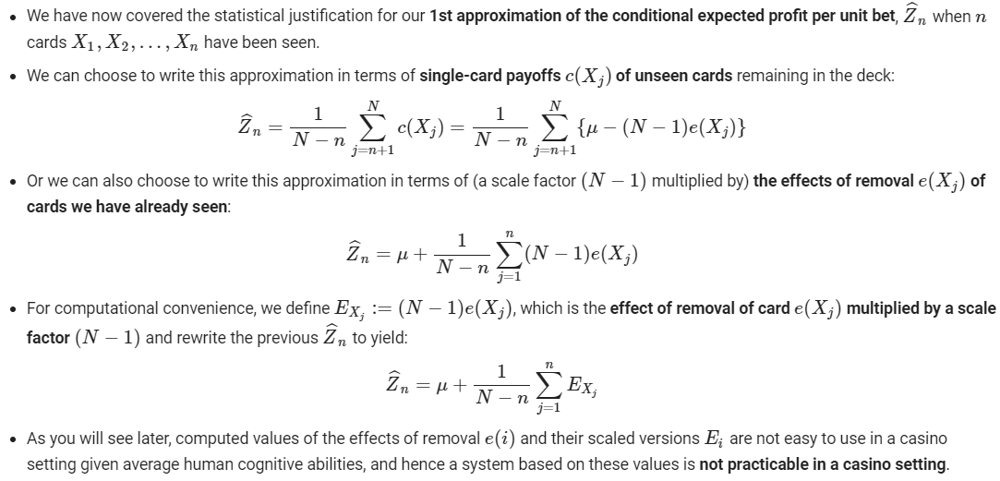 • We have now covered the statistical justification for our 1st approximation of the conditional expected profit per unit bet, $\widehat{Z}_n$ when $n$
cards $X_1, X_2, \ldots, X_n$ have been seen.
• We can choose to write this approximation in terms of single-card payoffs $c(X_j)$ of unseen cards remaining in the deck:
$\widehat{Z}_n = \frac{1}{N-n} \sum_{j=n+1}^{N} c(X_j) = \frac{1}{N-n} \sum_{j=n+1}^{N} \{\mu - (N-1)e(X_j)\}$
• Or we can also choose to write this approximation in terms of (a scale factor $(N-1)$ multiplied by) the effects of removal $e(X_j)$ of
cards we have already seen:
$\widehat{Z}_n = \mu + \frac{1}{N-n} \sum_{j=1}^{n} (N-1)e(X_j)$
• For computational convenience, we define $E_{X_j} := (N-1)e(X_j)$, which is the effect of removal of card $e(X_j)$ multiplied by a scale
factor $(N-1)$ and rewrite the previous $\widehat{Z}_n$ to yield:
$\widehat{Z}_n = \mu + \frac{1}{N-n} \sum_{j=1}^{n} E_{X_j}$
• As you will see later, computed values of the effects of removal $e(i)$ and their scaled versions $E_i$ are not easy to use in a casino
setting given average human cognitive abilities, and hence a system based on these values is not practicable in a casino setting.